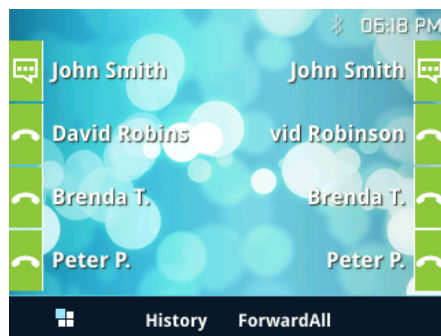 06:18 PM
John Smith John Smith
David Robins vid Robinson
Brenda T. Brenda T.
Peter P. Peter P.
History ForwardAll